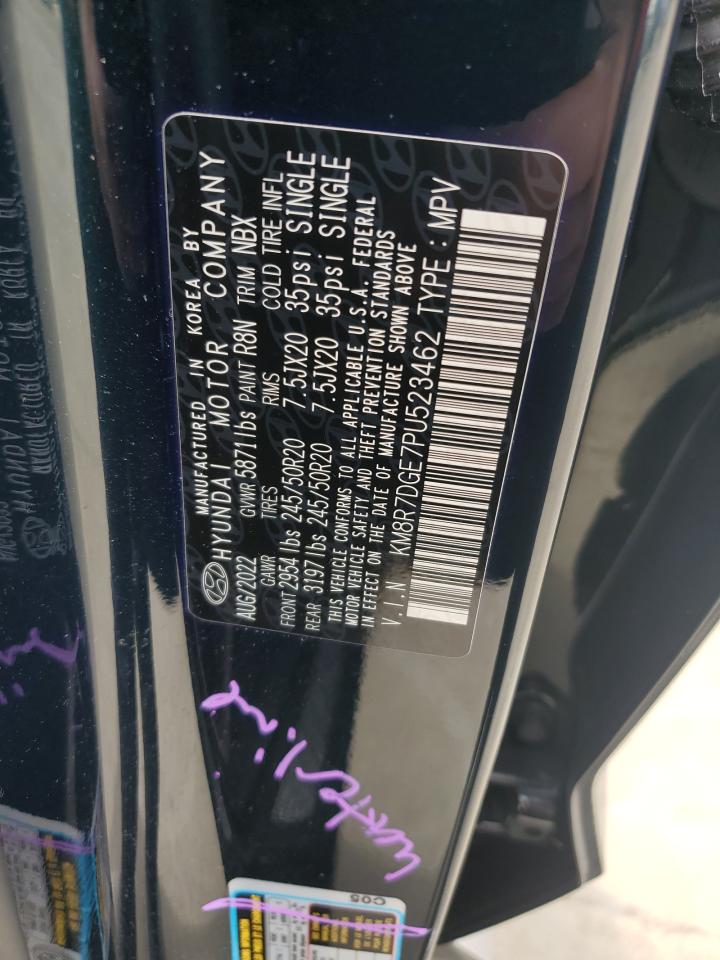 MANUFACTURED IN KOREA BY
HYUNDAI MOTOR COMPANY
AUG/2022 GVWR 5871lbs PAINT R8N TRIM NBX
GAWR TIRES RIMS COLD TIRE INFL
FRONT 2954 lbs 245/50R20 7.5JX20 35psi SINGLE
REAR 3197 lbs 245/50R20 7.5JX20 35psi SINGLE
THIS VEHICLE CONFORMS TO ALL APPLICABLE U.S.A. FEDERAL
MOTOR VEHICLE SAFETY AND THEFT PREVENTION STANDARDS
IN EFFECT ON THE DATE OF MANUFACTURE SHOWN ABOVE
V.I.N KM8R7DGE7PU523462 TYPE : MPV
waterline
C05